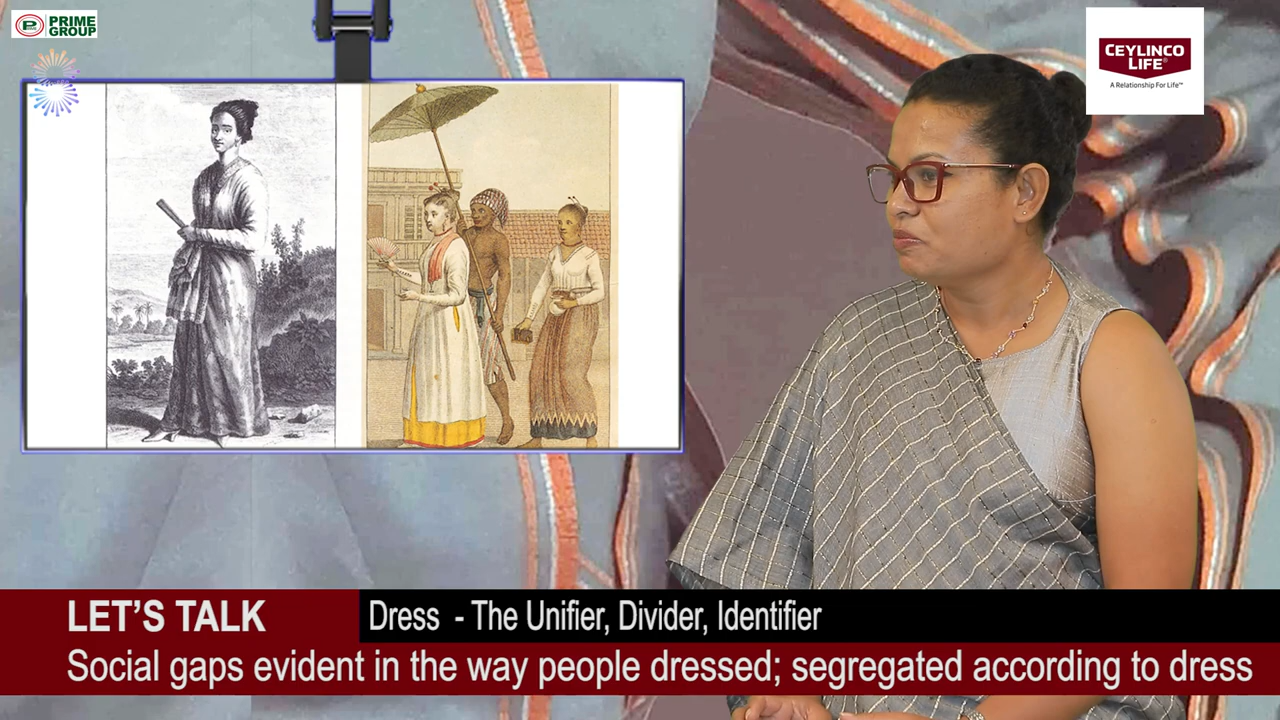 PRIME
GROUP
CEYLINCO
LIFE®
A Relationship For Life™
LET'S TALK
Dress - The Unifier, Divider, Identifier
Social gaps evident in the way people dressed; segregated according to dress